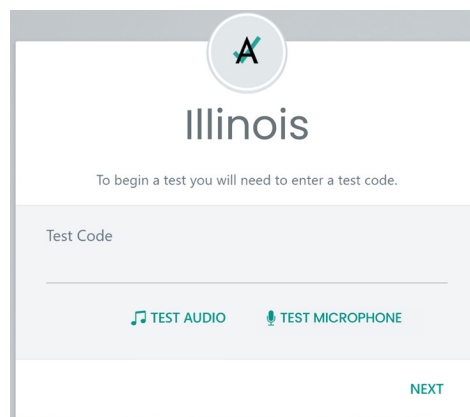 A
Illinois
To begin a test you will need to enter a test code.
Test Code
TEST AUDIO TEST MICROPHONE
NEXT